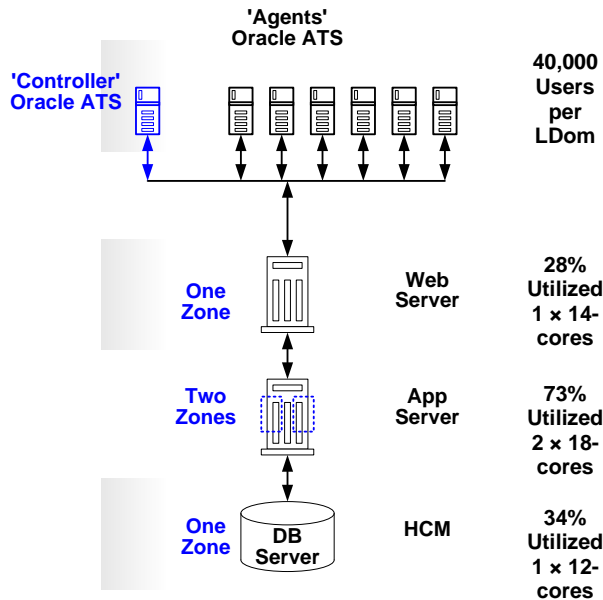 'Agents'
Oracle ATS
'Controller'
Oracle ATS
40,000
Users
per
LDom
One
Zone
Web
Server
28%
Utilized
1 × 14-
cores
Two
Zones
App
Server
73%
Utilized
2 × 18-
cores
One
Zone
DB
Server
HCM
34%
Utilized
1 × 12-
cores